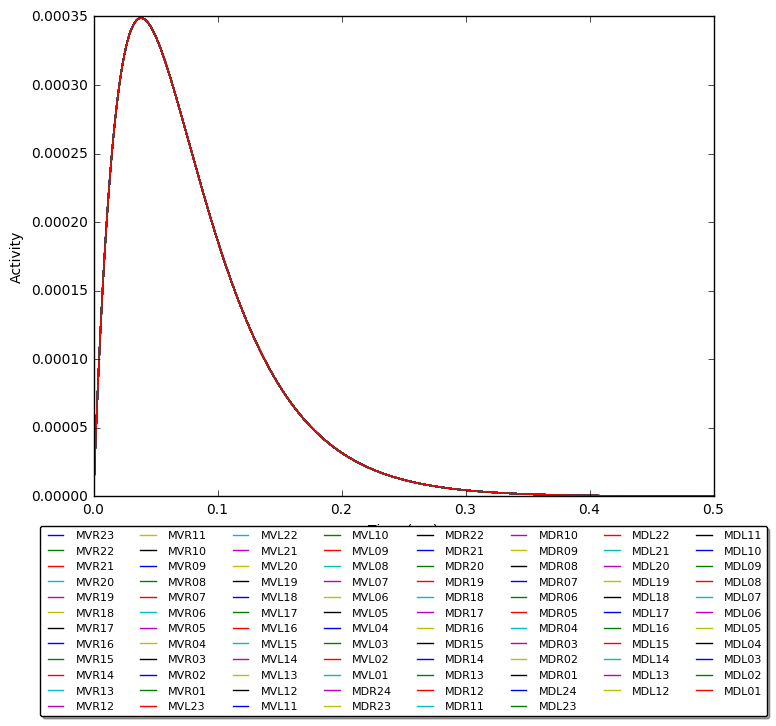 0.00035
0.00030
0.00025
0.00020
0.00015
0.00010
0.00005
0.00000
Activity
0.0 0.1 0.2 0.3 0.4 0.5
MVR23 MVR11 MVL22 MVL10 MDR22 MDR10 MDL22 MDL11
MVR22 MVR10 MVL21 MVL09 MDR21 MDR09 MDL21 MDL10
MVR21 MVR09 MVL20 MVL08 MDR20 MDR08 MDL20 MDL09
MVR20 MVR08 MVL19 MVL07 MDR19 MDR07 MDL19 MDL08
MVR19 MVR07 MVL18 MVL06 MDR18 MDR06 MDL18 MDL07
MVR18 MVR06 MVL17 MVL05 MDR17 MDR05 MDL17 MDL06
MVR17 MVR05 MVL16 MVL04 MDR16 MDR04 MDL16 MDL05
MVR16 MVR04 MVL15 MVL03 MDR15 MDR03 MDL15 MDL04
MVR15 MVR03 MVL14 MVL02 MDR14 MDR02 MDL14 MDL03
MVR14 MVR02 MVL13 MVL01 MDR13 MDR01 MDL13 MDL02
MVR13 MVR01 MVL12 MDR24 MDR12 MDL24 MDL12 MDL01
MVR12 MVL23 MVL11 MDR23 MDR11 MDL23